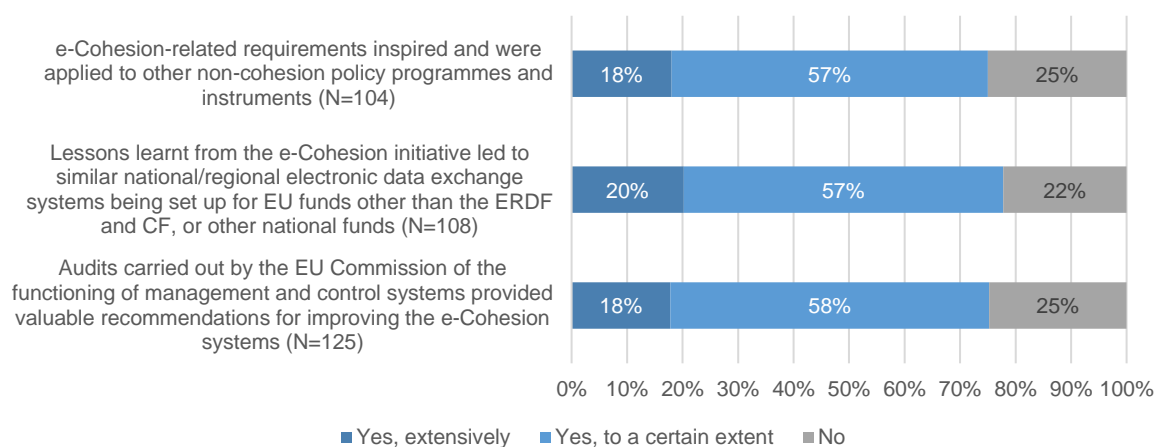 e-Cohesion-related requirements inspired and were
applied to other non-cohesion policy programmes and
instruments (N=104)
18% 57% 25%
Lessons learnt from the e-Cohesion initiative led to
similar national/regional electronic data exchange
systems being set up for EU funds other than the ERDF
and CF, or other national funds (N=108)
20% 57% 22%
Audits carried out by the EU Commission of the
functioning of management and control systems provided
valuable recommendations for improving the e-Cohesion
systems (N=125)
18% 58% 25%
0% 10% 20% 30% 40% 50% 60% 70% 80% 90% 100%
Yes, extensively Yes, to a certain extent No